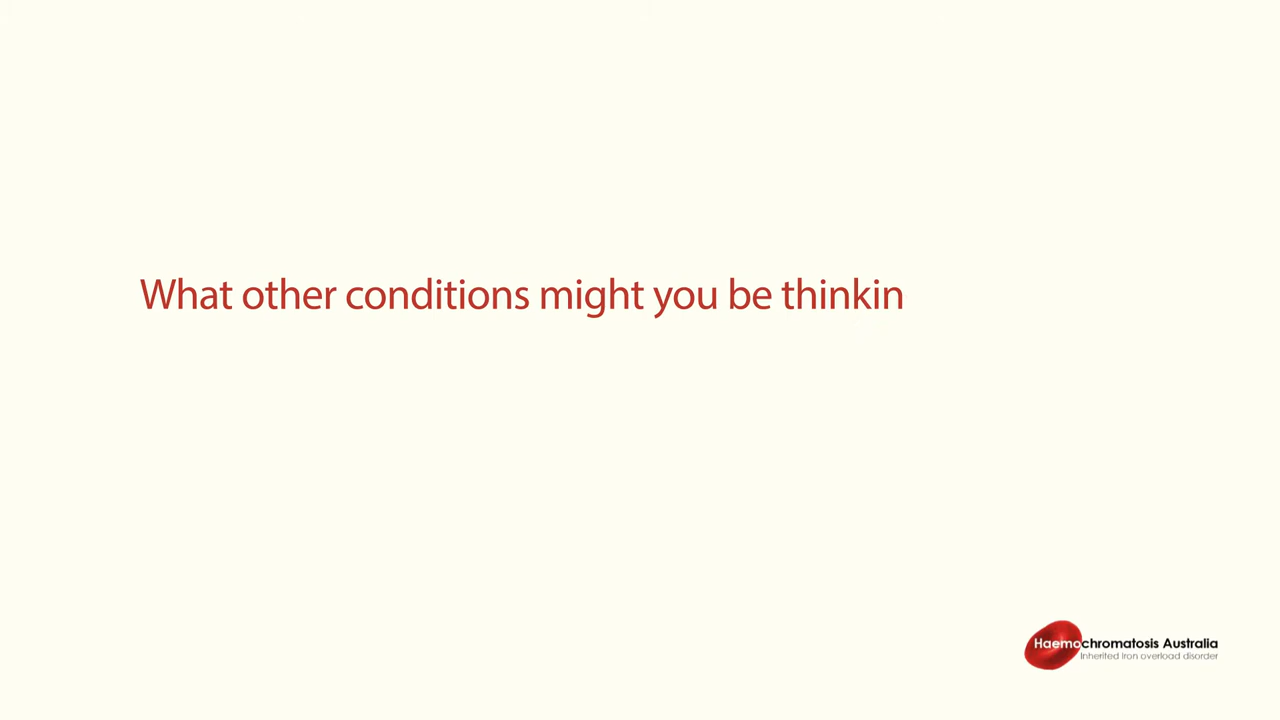 What other conditions might you be thinkin
Haemochromatosis Australia
Inherited Iron overload disorder